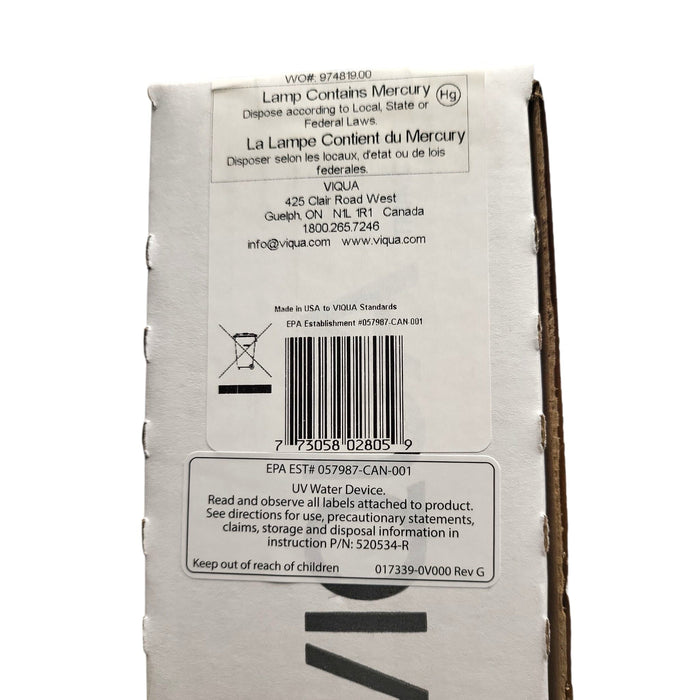 WO#: 974819.00
Lamp Contains Mercury Hg
Dispose according to Local, State or
Federal Laws.
La Lampe Contient du Mercury
Disposer selon les locaux, d'etat ou de lois
federales.
VIQUA
425 Clair Road West
Guelph, ON N1L 1R1 Canada
1.800.265.7246
info@viqua.com www.viqua.com
Made in USA to VIQUA Standards
EPA Establishment #057987-CAN-001
7 73058 02805 9
EPA EST# 057987-CAN-001
UV Water Device.
Read and observe all labels attached to product.
See directions for use, precautionary statements,
claims, storage and disposal information in
instruction P/N: 520534-R
Keep out of reach of children 017339-0V000 Rev G
VIQ